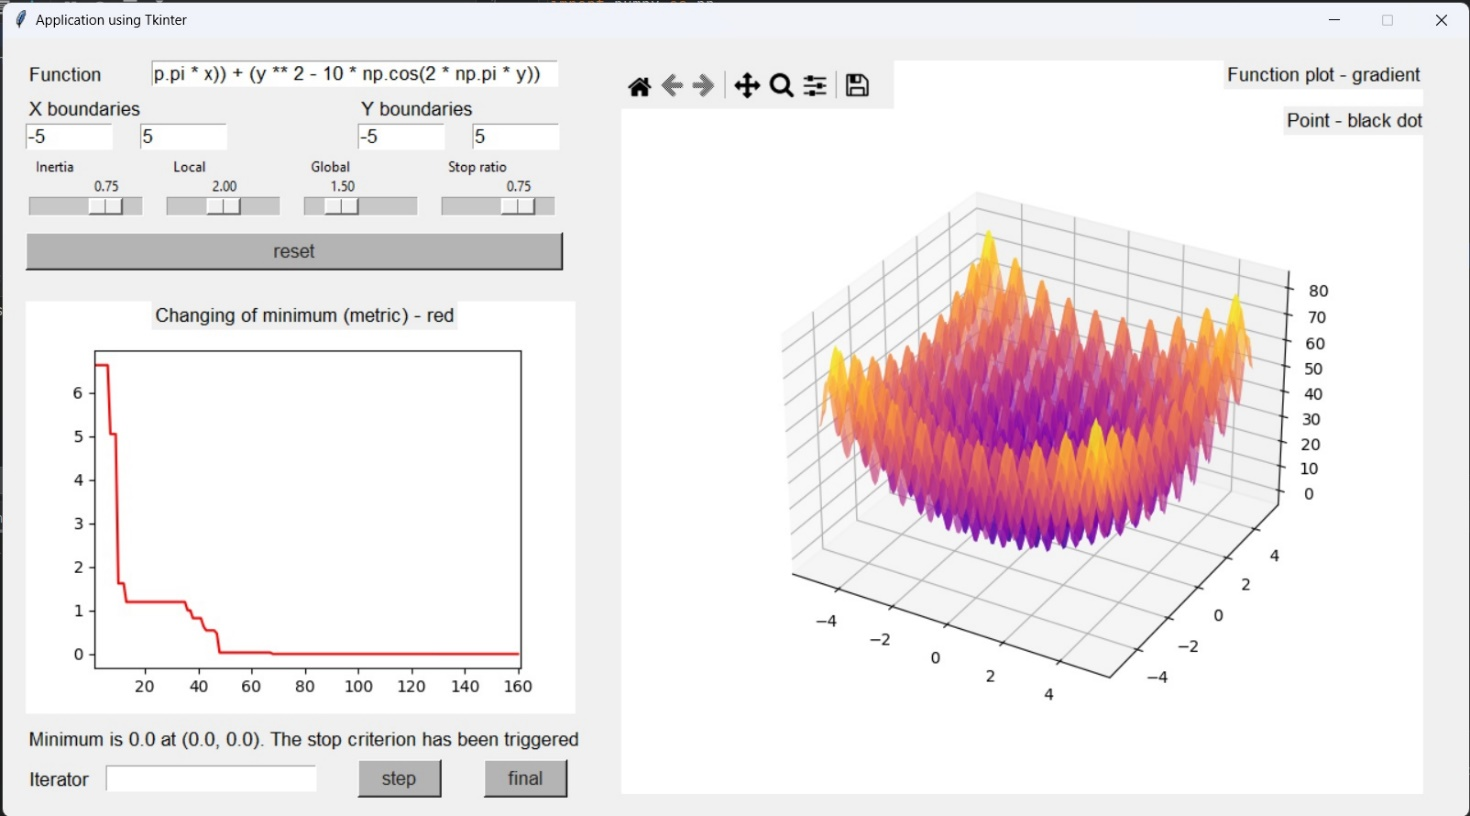 Application using Tkinter
Function p.pi * x)) + (y ** 2 - 10 * np.cos(2 * np.pi * y))
X boundaries Y boundaries
-5 5 -5 5
Inertia Local Global Stop ratio
0.75 2.00 1.50 0.75
reset
Changing of minimum (metric) - red
6
5
4
3
2
1
0
20 40 60 80 100 120 140 160
Minimum is 0.0 at (0.0, 0.0). The stop criterion has been triggered
Iterator step final
Function plot - gradient
Point - black dot
80
70
60
50
40
30
20
10
0
4
2
0
−2
−4
−4
−2
0
2
4